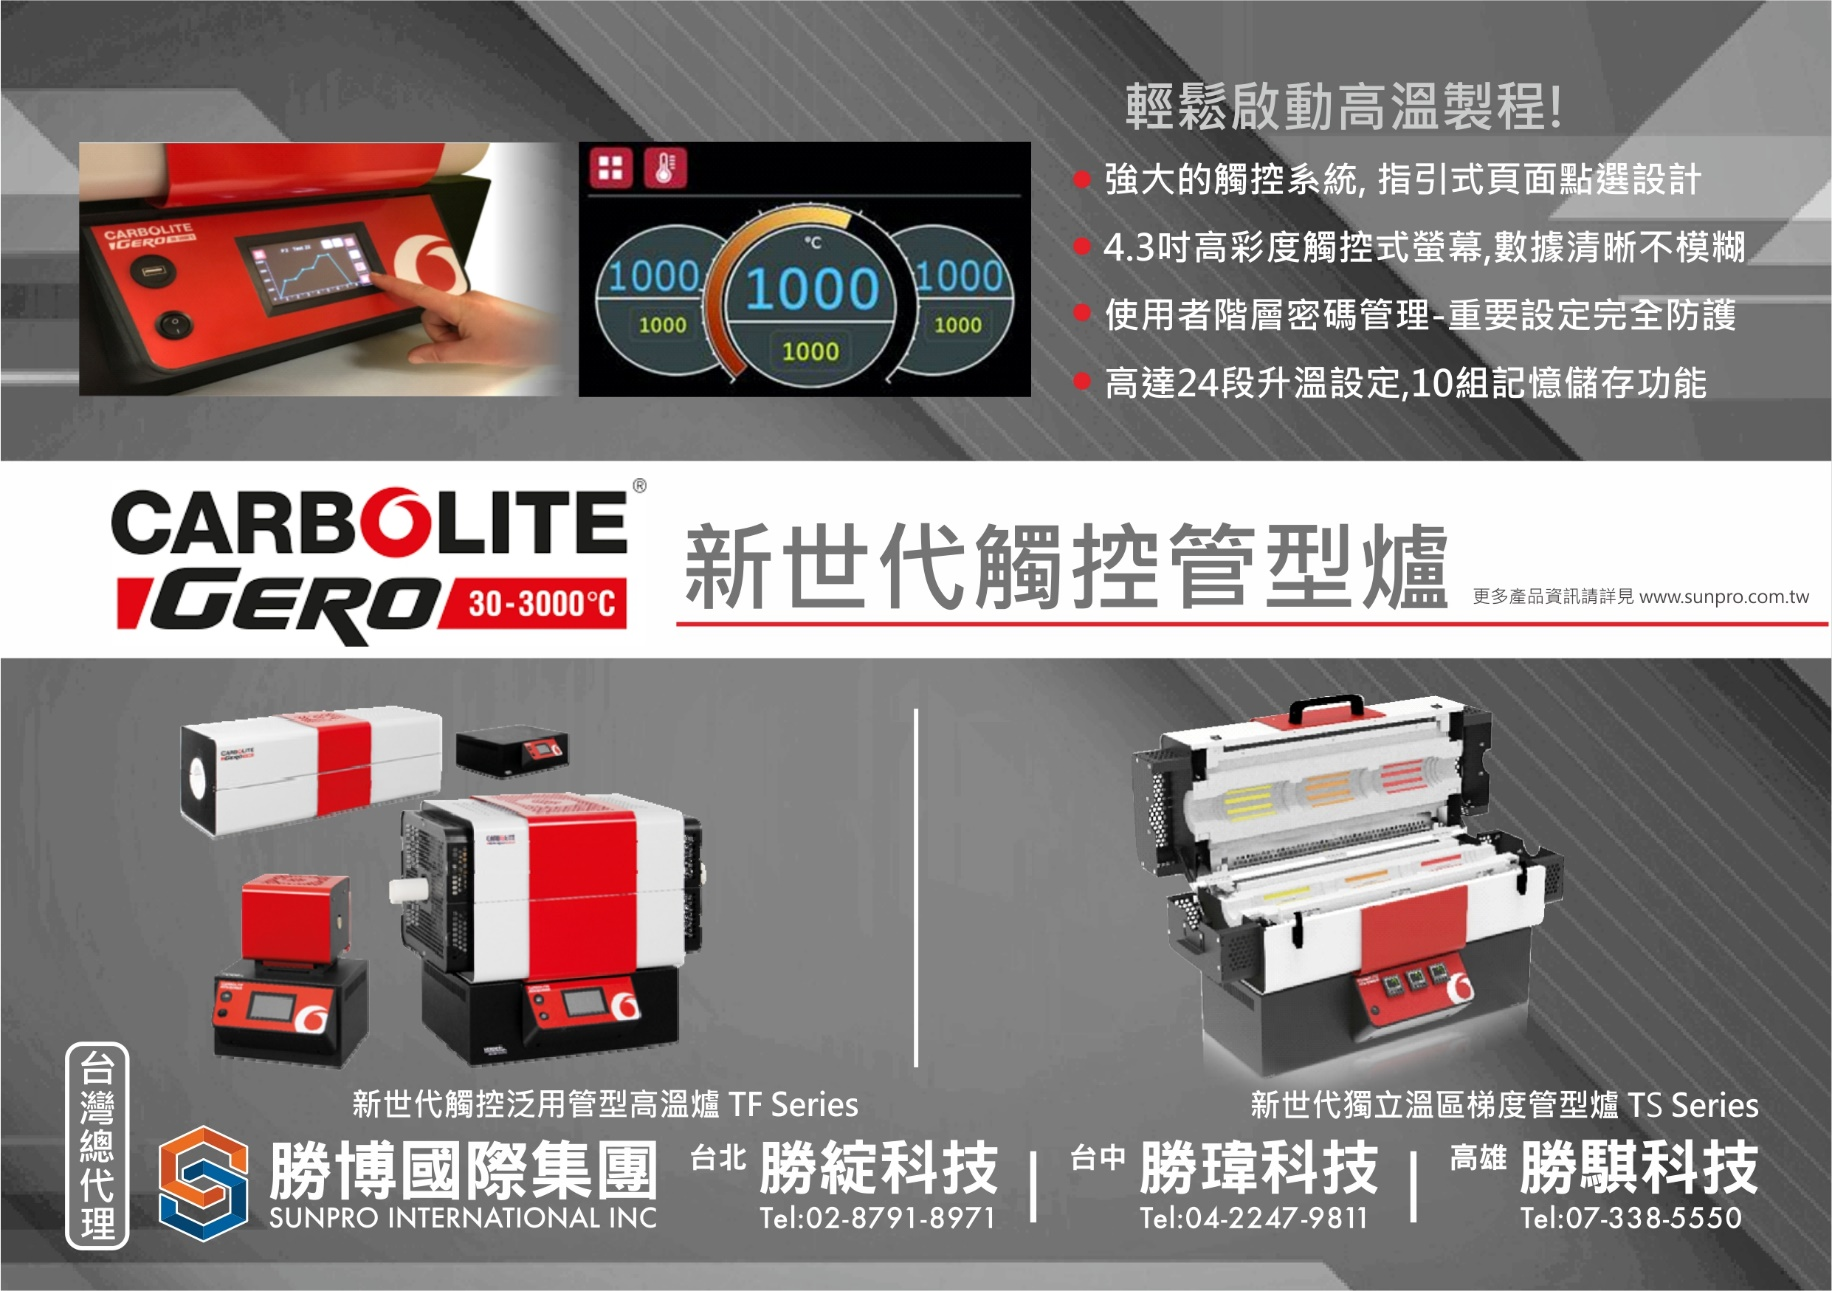 輕鬆啟動高溫製程!
強大的觸控系統, 指引式頁面點選設計
4.3吋高彩度觸控式螢幕,數據清晰不模糊
使用者階層密碼管理-重要設定完全防護
高達24段升溫設定,10組記憶儲存功能
CARBOLITE
GERO
°C
1000
1000
1000
1000
1000
1000
CARBOLITE®
GERO 30-3000°C
新世代觸控管型爐
更多產品資訊請詳見 www.sunpro.com.tw
CARBOLITE
新世代觸控泛用管型高溫爐 TF Series
新世代獨立溫區梯度管型爐 TS Series
台灣總代理
勝博國際集團
SUNPRO INTERNATIONAL INC
台北 勝綻科技
Tel:02-8791-8971
台中 勝瑋科技
Tel:04-2247-9811
高雄 勝騏科技
Tel:07-338-5550